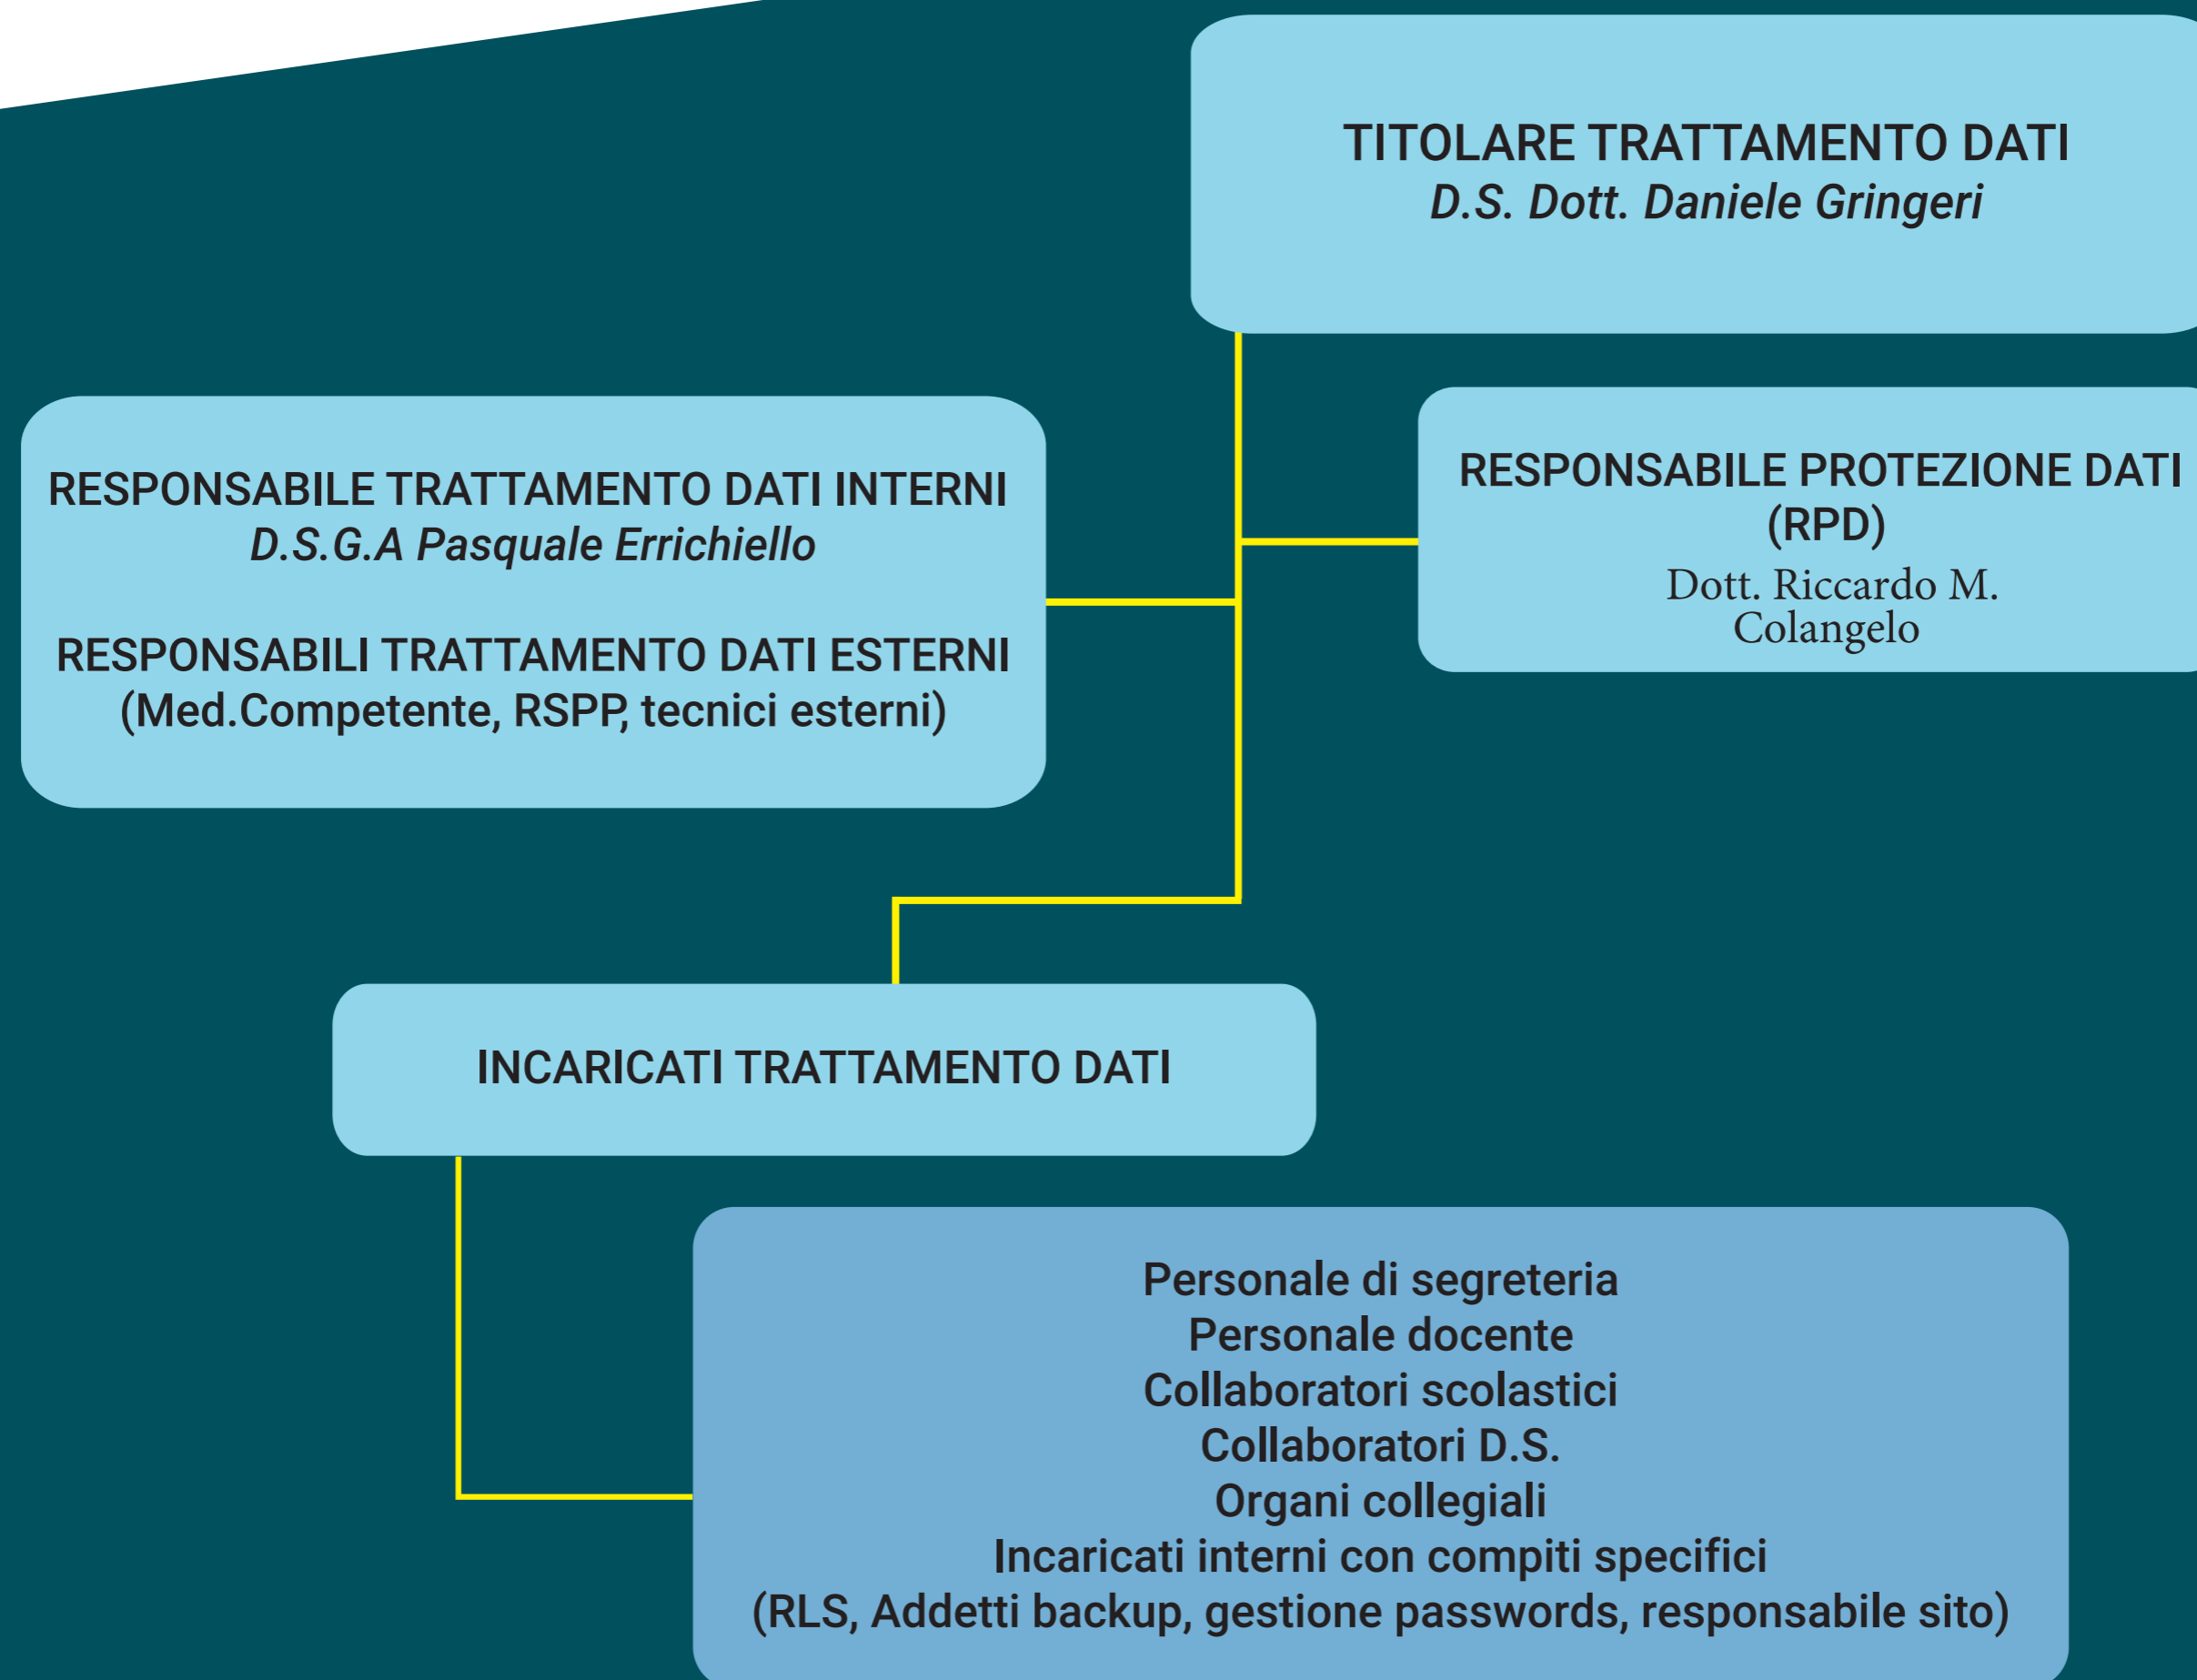 TITOLARE TRATTAMENTO DATI
D.S. Dott. Daniele Gringeri
RESPONSABILE TRATTAMENTO DATI INTERNI
D.S.G.A Pasquale Errichiello
RESPONSABILI TRATTAMENTO DATI ESTERNI
(Med.Competente, RSPP, tecnici esterni)
RESPONSABILE PROTEZIONE DATI
(RPD)
Dott. Riccardo M.
Colangelo
INCARICATI TRATTAMENTO DATI
Personale di segreteria
Personale docente
Collaboratori scolastici
Collaboratori D.S.
Organi collegiali
Incaricati interni con compiti specifici
(RLS, Addetti backup, gestione passwords, responsabile sito)